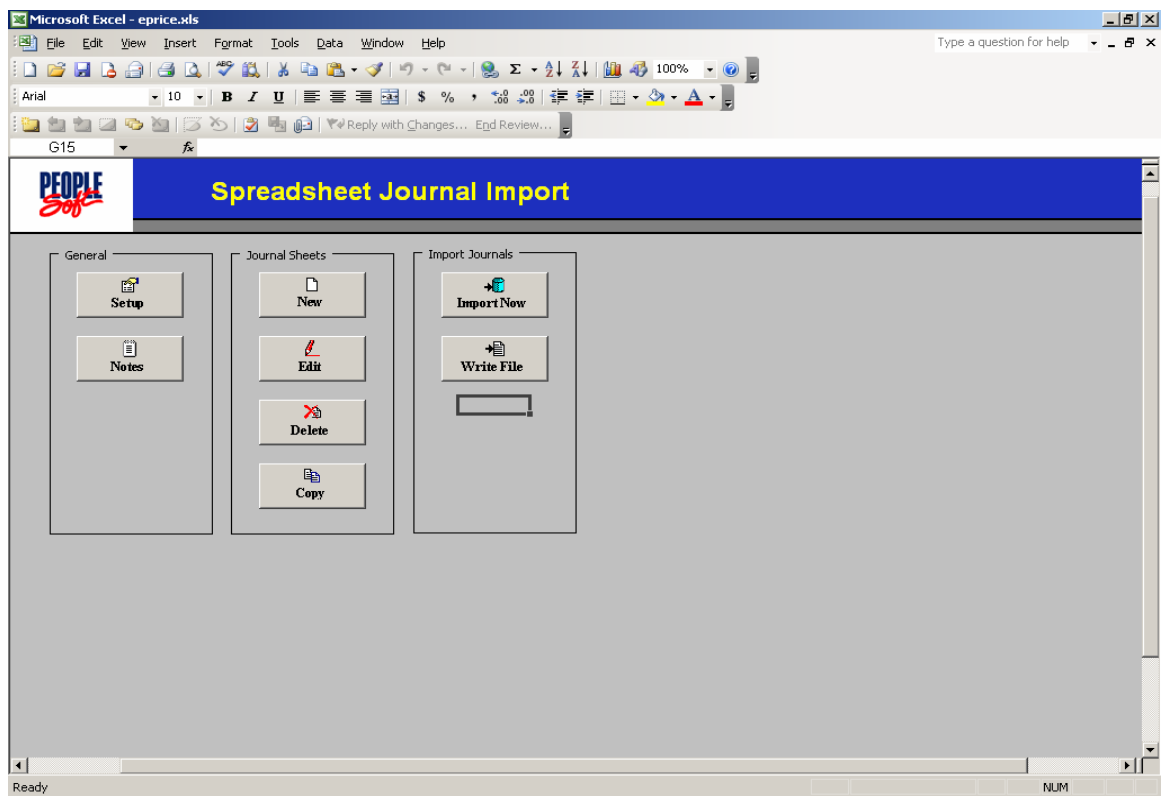 Microsoft Excel - eprice.xls
File Edit View Insert Format Tools Data Window Help Type a question for help
100%
Arial 10 B I U $ % ,
Reply with Changes... End Review...
G15 fx
PEOPLE
Soft
Spreadsheet Journal Import
General Journal Sheets Import Journals
Setup New Import Now
Notes Edit Write File
Delete
Copy
Ready NUM